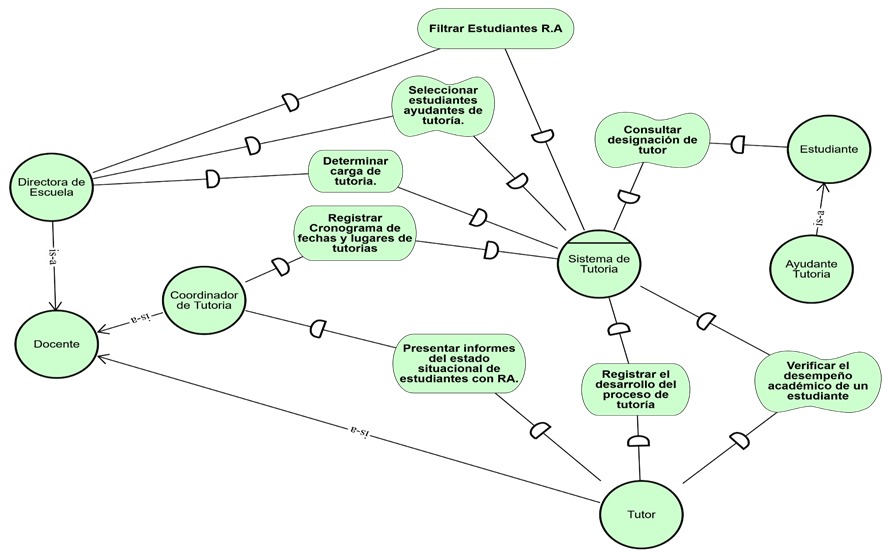 Filtrar Estudiantes R.A
Seleccionar
estudiantes
ayudantes de
tutoría.
Consultar
designación de
tutor
Estudiante
Determinar
carga de
tutoria.
Directora de
Escuela
Registrar
Cronograma de
fechas y lugares de
tutorias
is-a
is-a
Sistema de
Tutoria
Ayudante
Tutoria
Coordinador
de Tutoria
is-a
Docente
Presentar informes
del estado
situacional de
estudiantes con RA.
Registrar el
desarrollo del
proceso de
tutoría
Verificar el
desempeño
académico de un
estudiante
is-a
Tutor